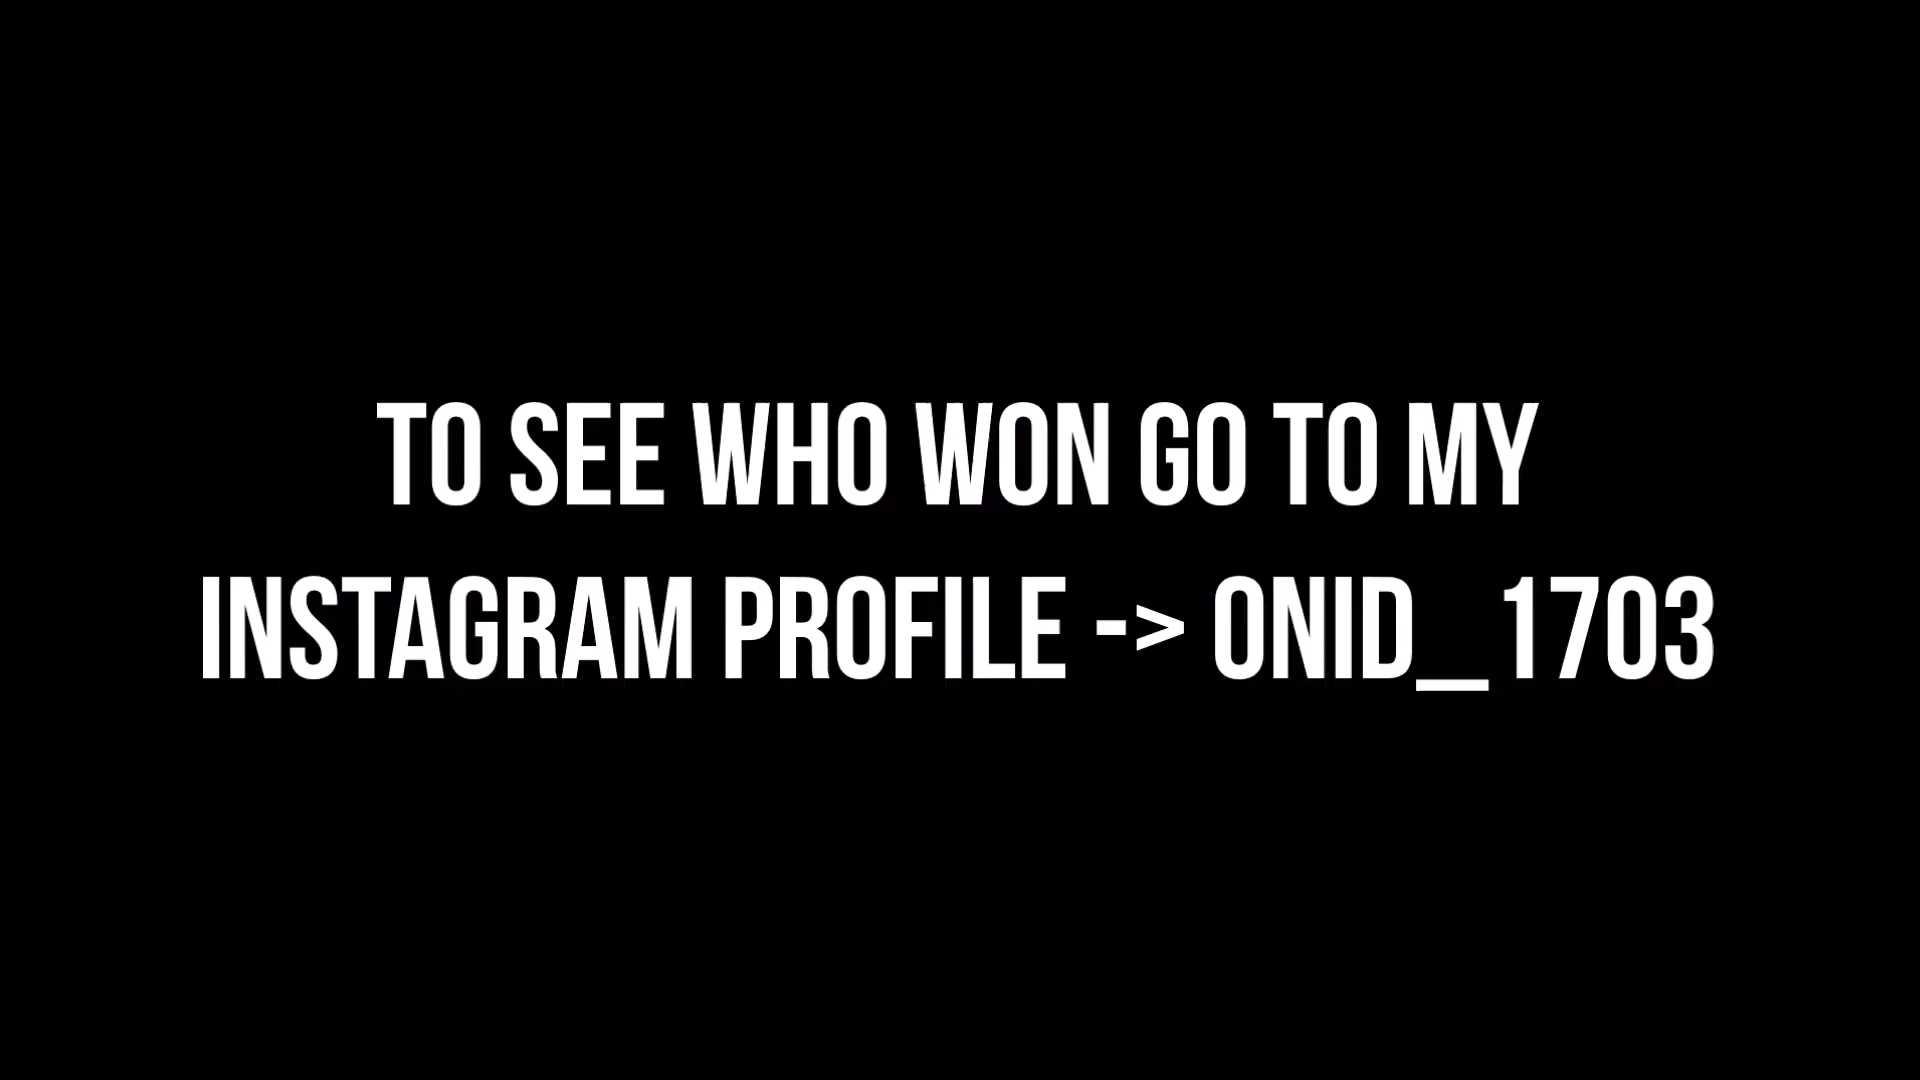 TO SEE WHO WON GO TO MY
INSTAGRAM PROFILE -> ONID_1703